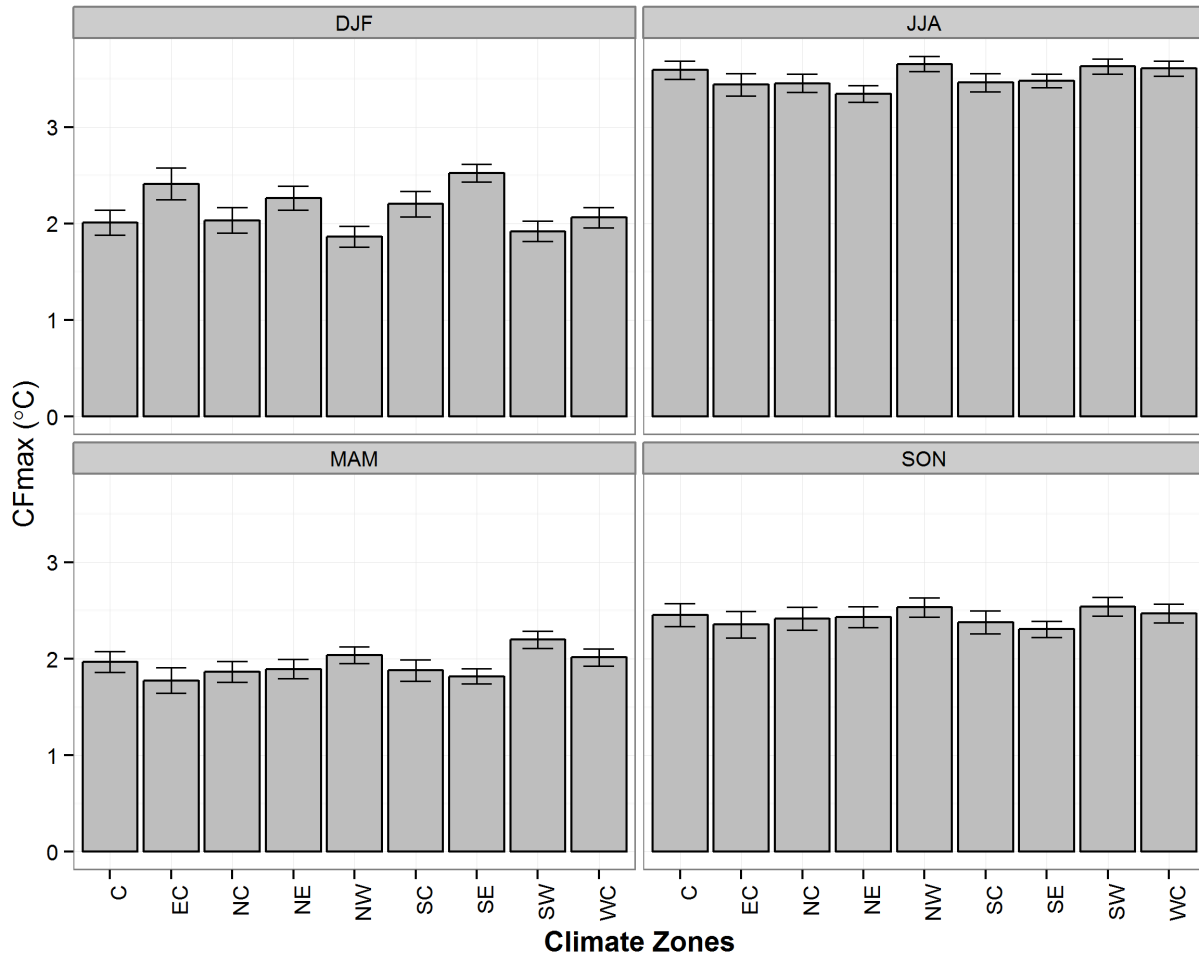 DJF
JJA
3
2
1
0
MAM
SON
3
2
1
0
CFmax (°C)
C EC NC NE NW SC SE SW WC
C EC NC NE NW SC SE SW WC
Climate Zones